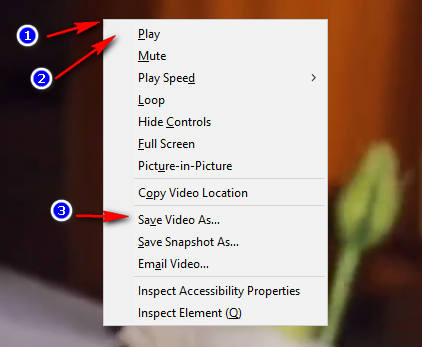 1
Play
2
Mute
Play Speed
Loop
Hide Controls
Full Screen
Picture-in-Picture
Copy Video Location
3
Save Video As...
Save Snapshot As...
Email Video...
Inspect Accessibility Properties
Inspect Element (Q)